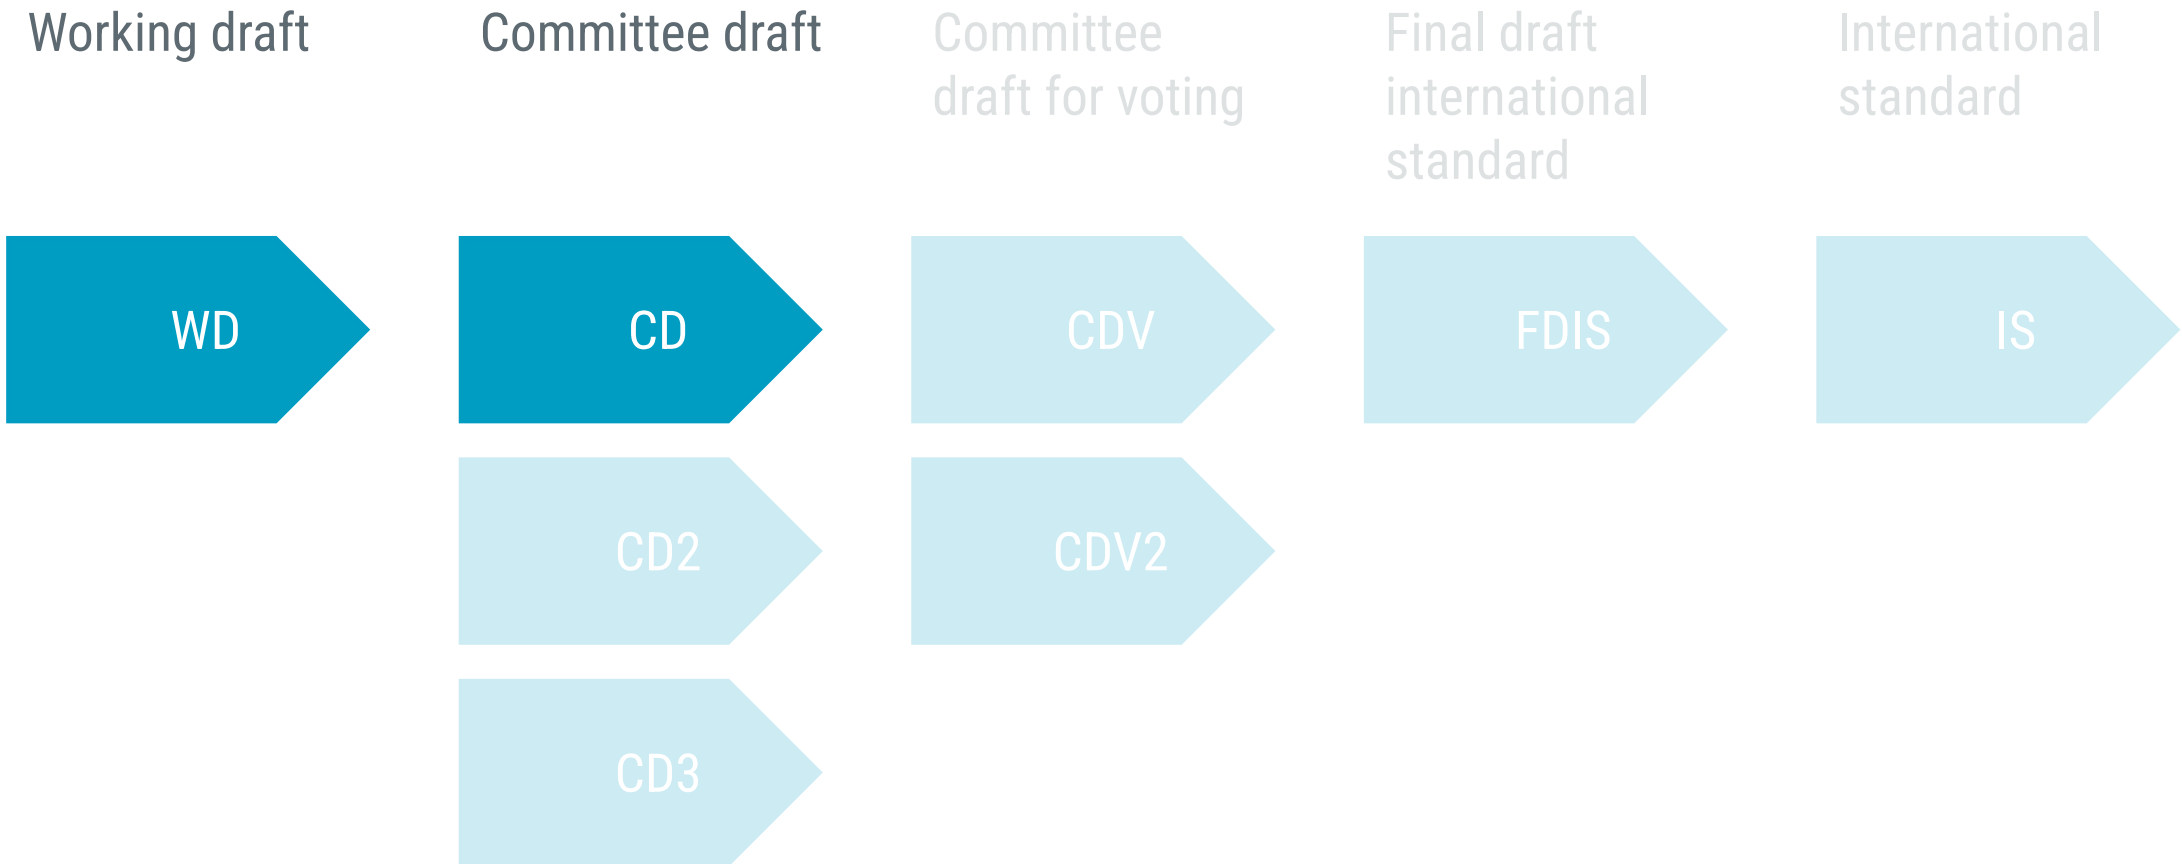 Working draft
Committee draft
Committee
draft for voting
Final draft
international
standard
International
standard
WD
CD
CDV
FDIS
IS
CD2
CDV2
CD3